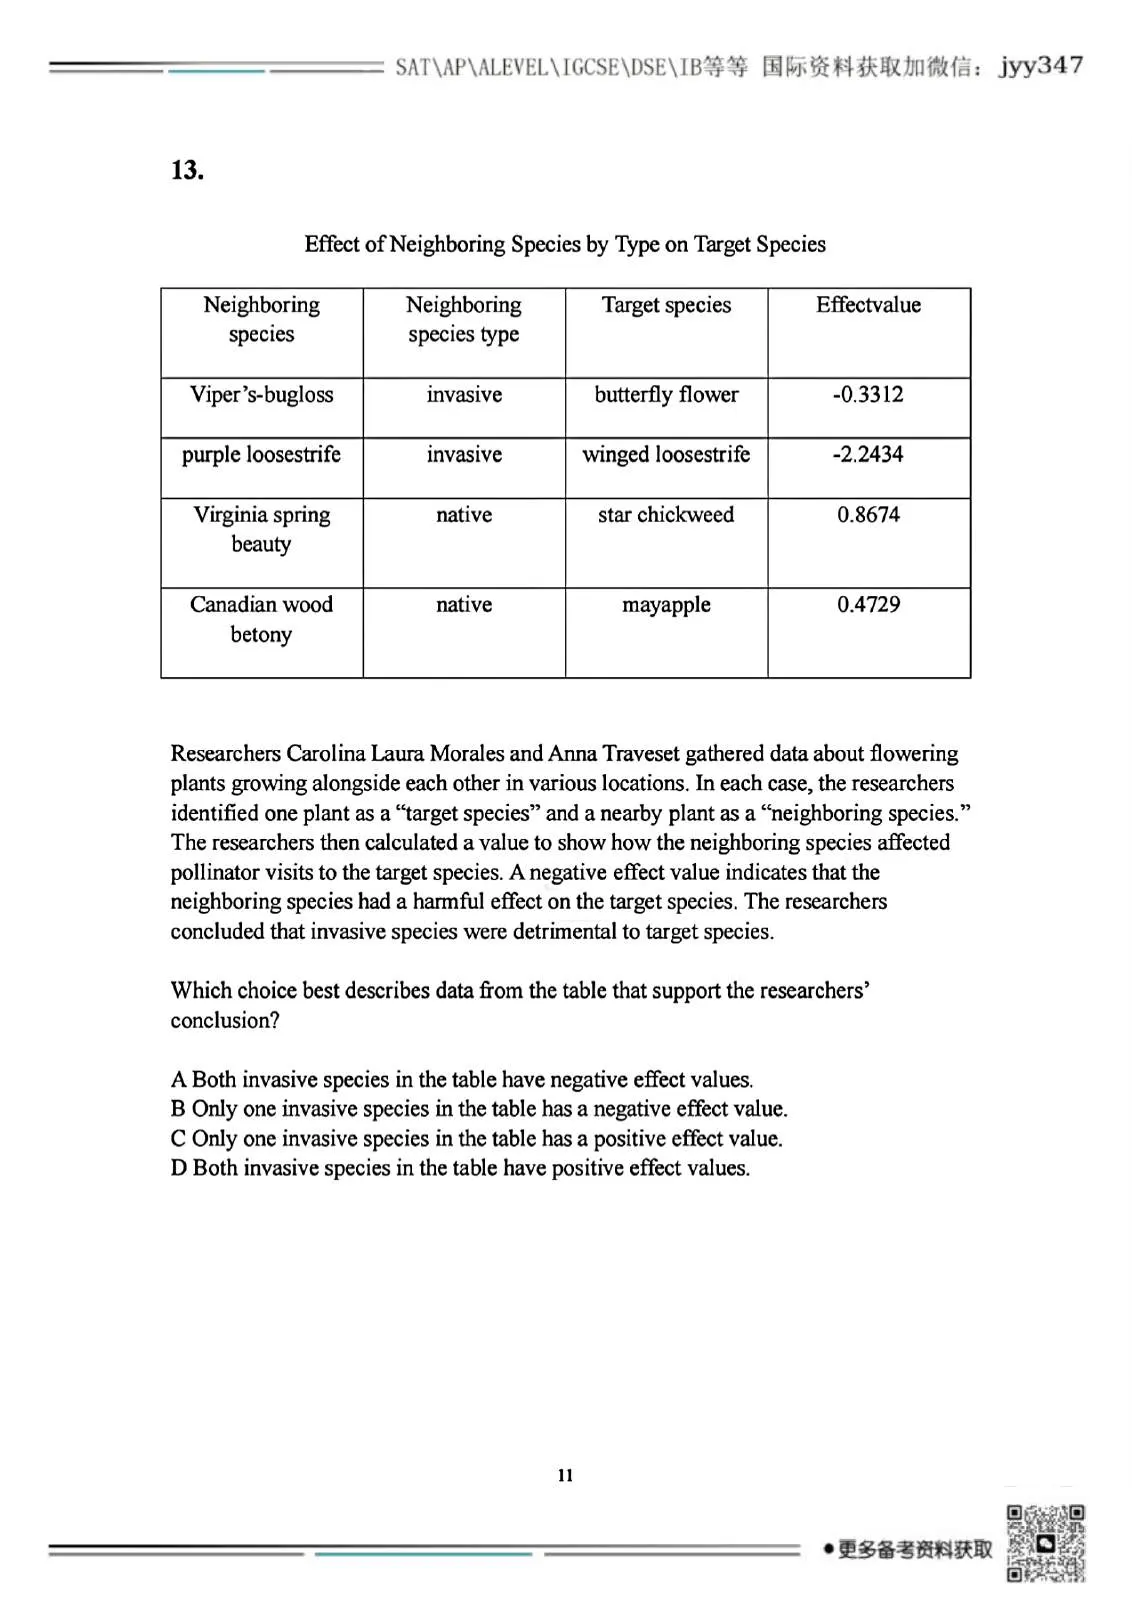 SAT\AP\ALEVEL\IGCSE\DSE\IB等等 国际资料获取加微信: jyy347
13.
Effect of Neighboring Species by Type on Target Species
Neighboring species | Neighboring species type | Target species | Effectvalue
Viper's-bugloss | invasive | butterfly flower | -0.3312
purple loosestrife | invasive | winged loosestrife | -2.2434
Virginia spring beauty | native | star chickweed | 0.8674
Canadian wood betony | native | mayapple | 0.4729
Researchers Carolina Laura Morales and Anna Traveset gathered data about flowering
plants growing alongside each other in various locations. In each case, the researchers
identified one plant as a “target species” and a nearby plant as a “neighboring species.”
The researchers then calculated a value to show how the neighboring species affected
pollinator visits to the target species. A negative effect value indicates that the
neighboring species had a harmful effect on the target species. The researchers
concluded that invasive species were detrimental to target species.
Which choice best describes data from the table that support the researchers’
conclusion?
A Both invasive species in the table have negative effect values.
B Only one invasive species in the table has a negative effect value.
C Only one invasive species in the table has a positive effect value.
D Both invasive species in the table have positive effect values.
11
●更多备考资料获取